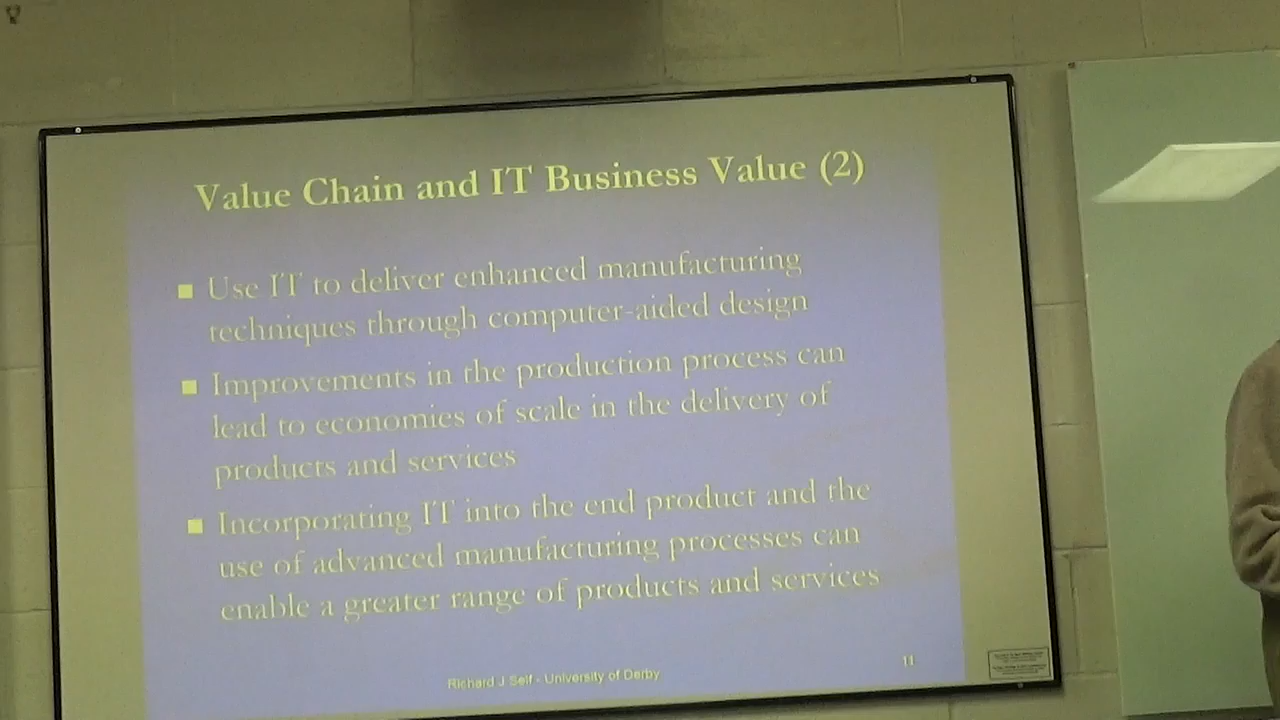 Value Chain and IT Business Value (2)
■ Use IT to deliver enhanced manufacturing
techniques through computer-aided design
■ Improvements in the production process can
lead to economies of scale in the delivery of
products and services
■ Incorporating IT into the end product and the
use of advanced manufacturing processes can
enable a greater range of products and services
Richard J Self - University of Derby
11